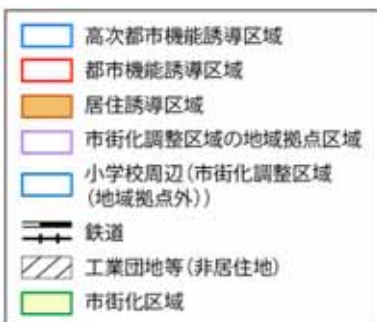 高次都市機能誘導区域
都市機能誘導区域
居住誘導区域
市街化調整区域の地域拠点区域
小学校周辺(市街化調整区域
(地域拠点外))
鉄道
工業団地等(非居住地)
市街化区域